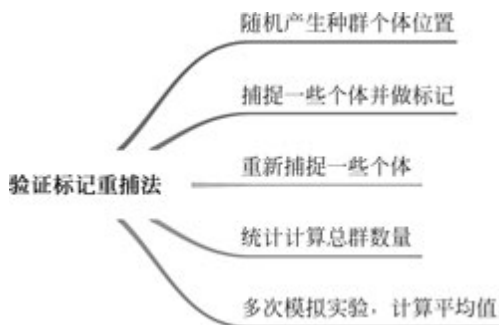 随机产生种群个体位置
捕捉一些个体并做标记
验证标记重捕法
重新捕捉一些个体
统计计算总群数量
多次模拟实验，计算平均值